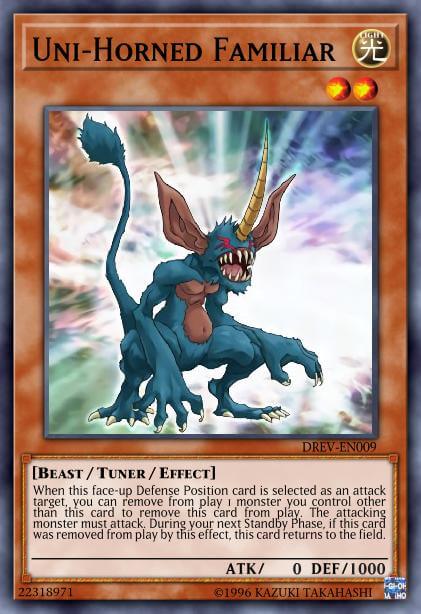 Uni-Horned Familiar
LIGHT
光
DREV-EN009
[Beast / Tuner / Effect]
When this face-up Defense Position card is selected as an attack
target, you can remove from play 1 monster you control other
than this card to remove this card from play. The attacking
monster must attack. During your next Standby Phase, if this card
was removed from play by this effect, this card returns to the field.
ATK/ 0 DEF/1000
22318971
©1996 KAZUKI TAKAHASHI